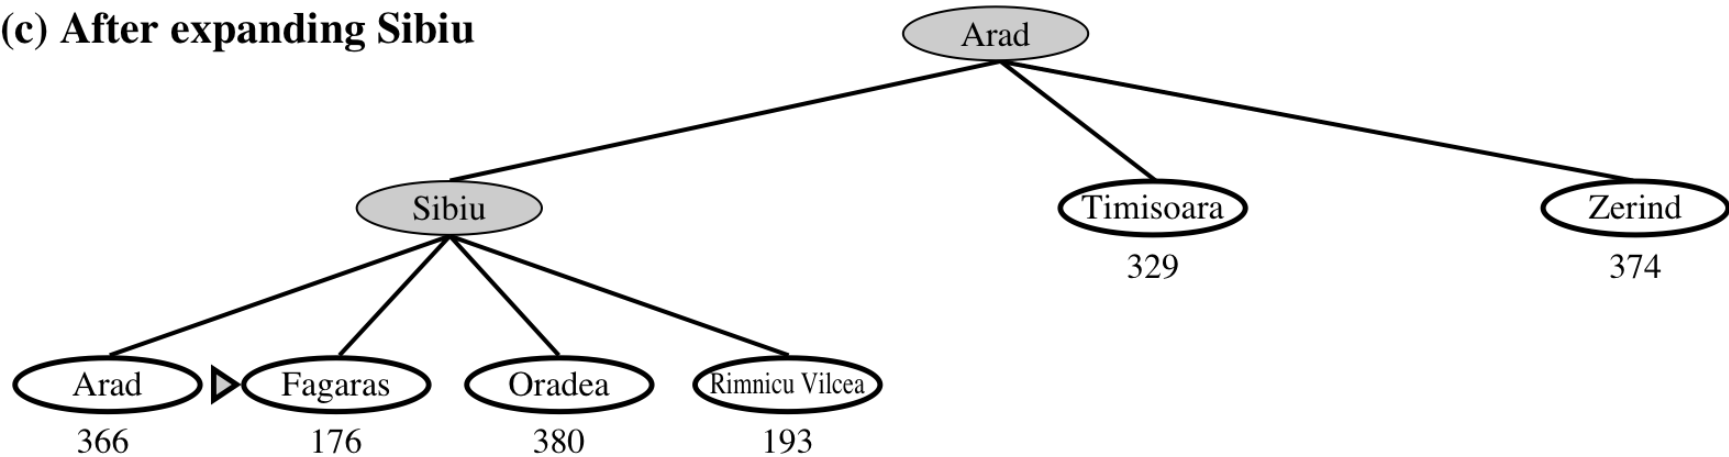 (c) After expanding Sibiu
Arad
Sibiu
Timisoara
Zerind
329
374
Arad
Fagaras
Oradea
Rimnicu Vilcea
366
176
380
193